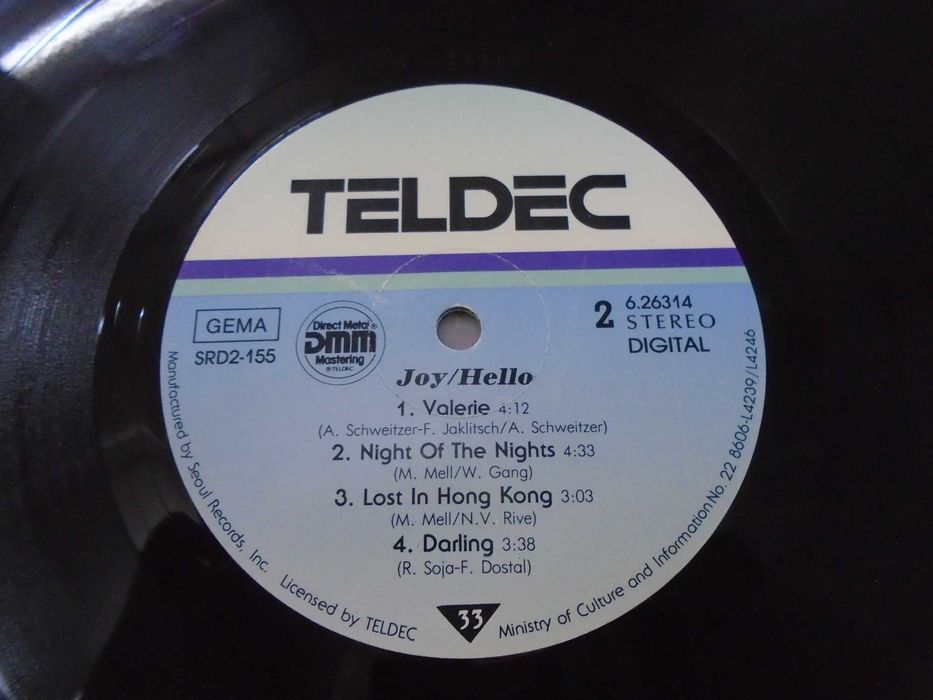 TELDEC
GEMA
SRD2-155
Direct Metal ®
DMM
Mastering
® TELDEC
2
6.26314
STEREO
DIGITAL
Joy/Hello
1. Valerie 4:12
(A. Schweitzer-F. Jaklitsch/A. Schweitzer)
2. Night Of The Nights 4:33
(M. Mell/W. Gang)
3. Lost In Hong Kong 3:03
(M. Mell/N.V. Rive)
4. Darling 3:38
(R. Soja-F. Dostal)
Manufactured by Seoul Records, Inc. Licensed by TELDEC
33
Ministry of Culture and Information No. 22 8606-L4239/L4246